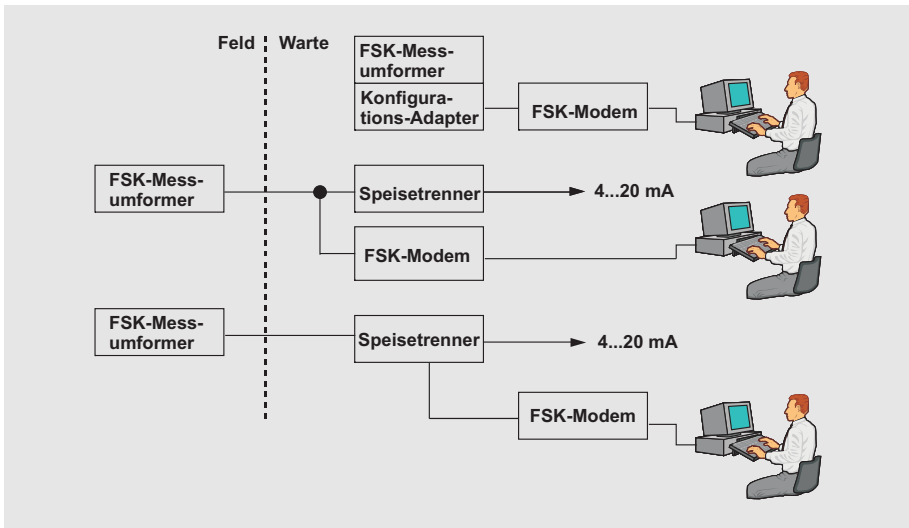 Feld Warte
FSK-Mess-
umformer
Konfigura-
tions-Adapter
FSK-Modem
FSK-Mess-
umformer
Speisetrenner
4...20 mA
FSK-Modem
FSK-Mess-
umformer
Speisetrenner
4...20 mA
FSK-Modem